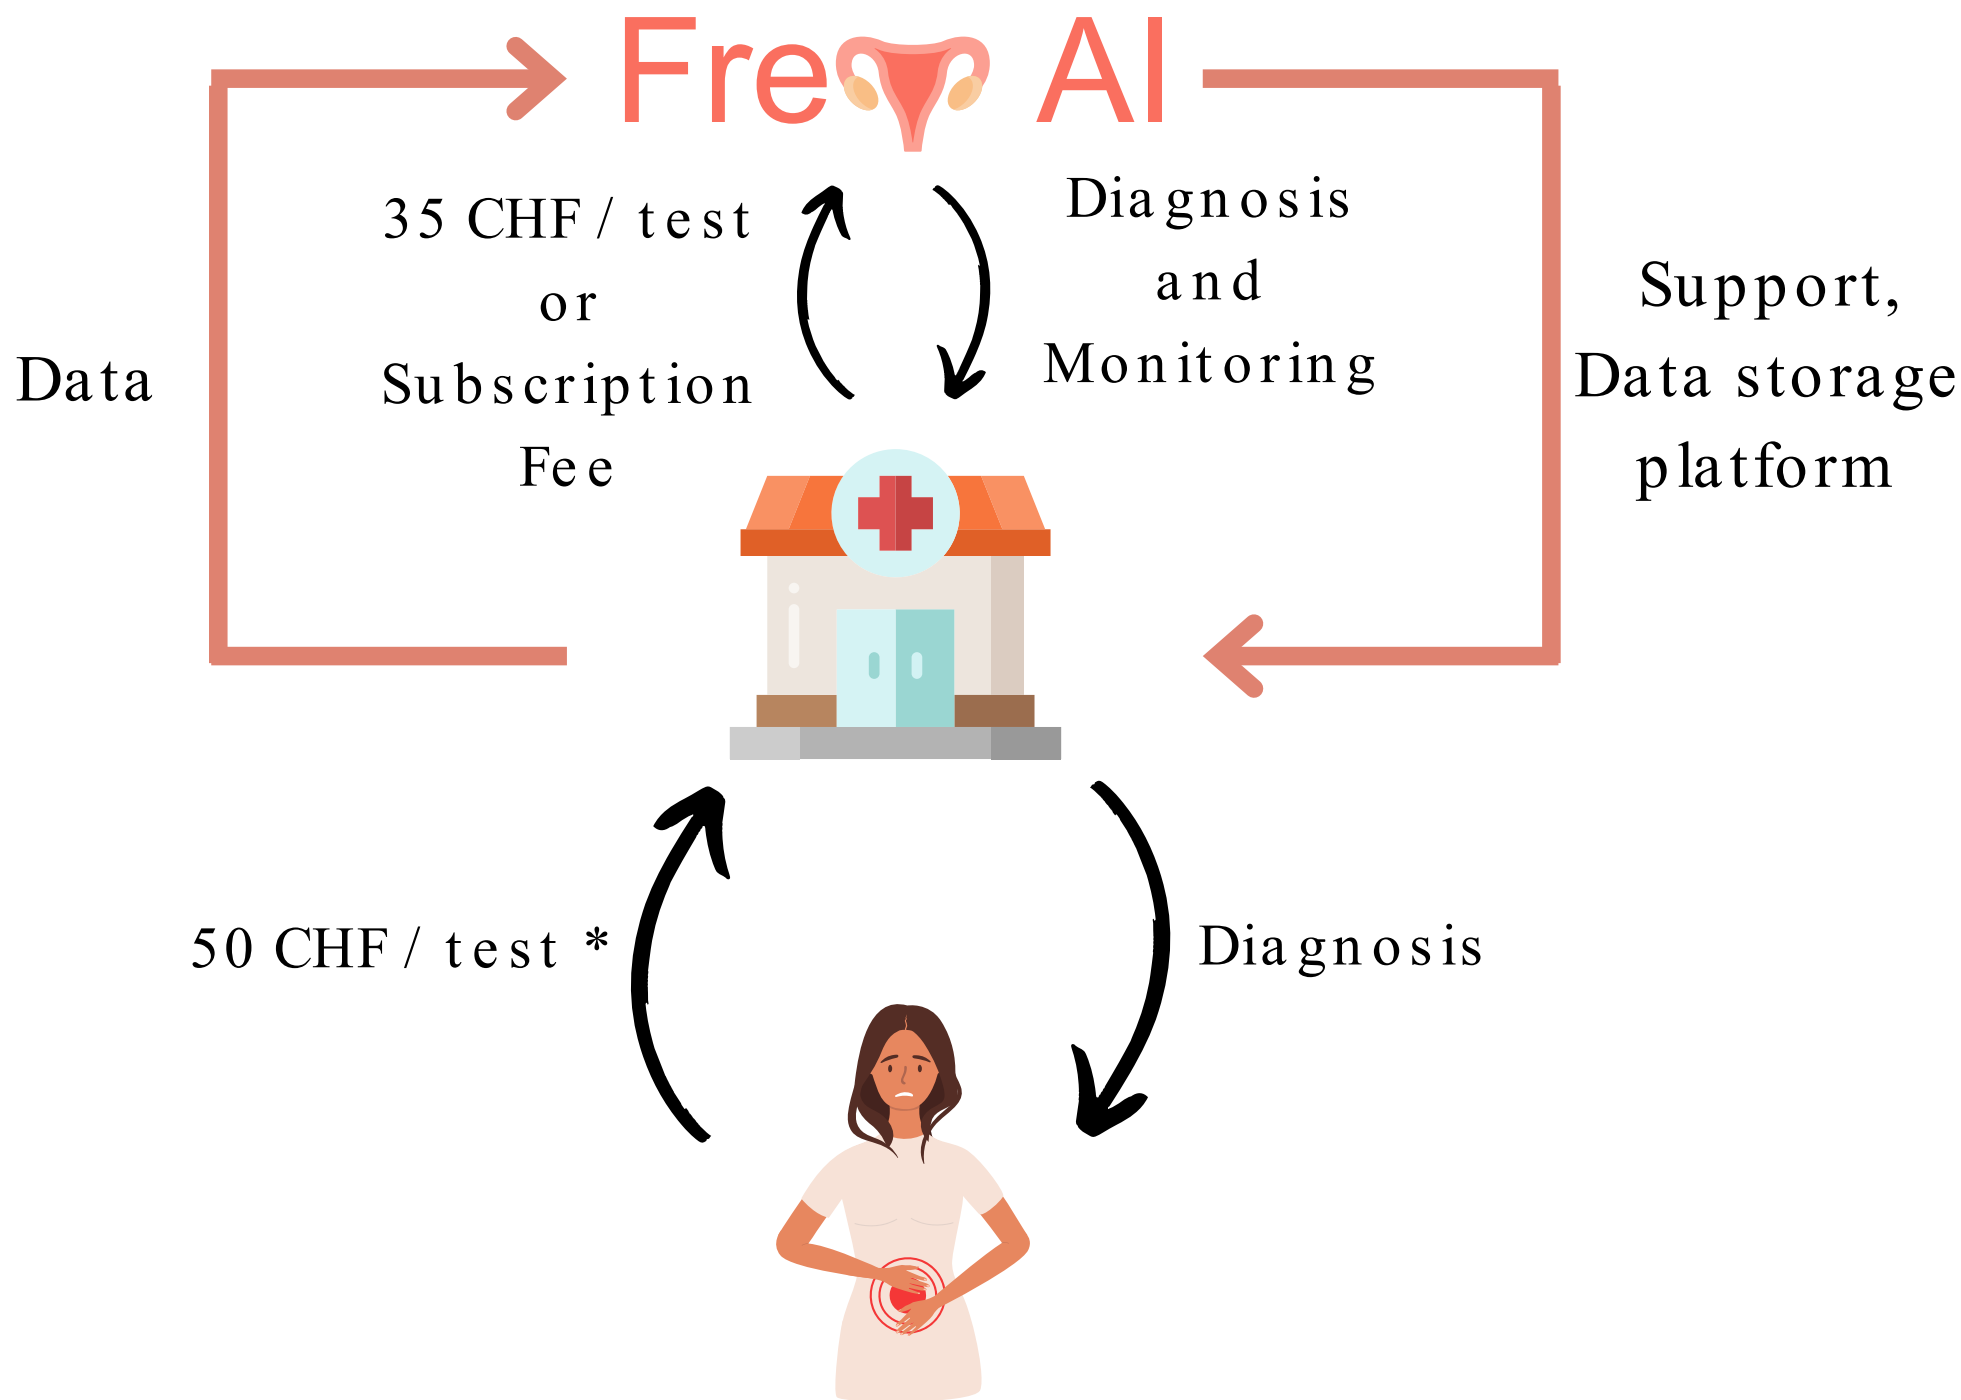 Fre AI
35 CHF / test
or
Subscription
Fee
Diagnosis
and
Monitoring
Data
Support,
Data storage
platform
50 CHF / test *
Diagnosis